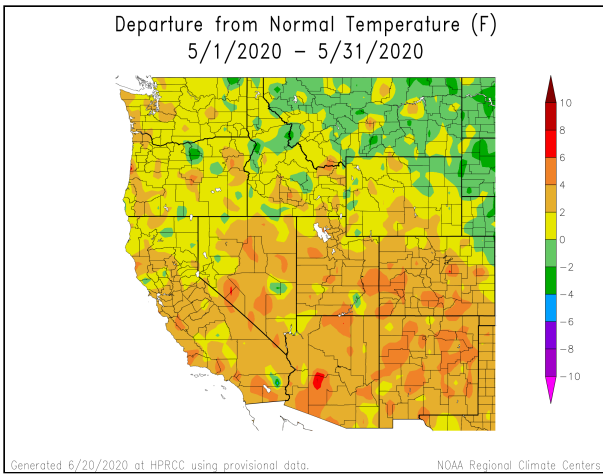 Departure from Normal Temperature (F)
5/1/2020 – 5/31/2020
10
8
6
4
2
0
−2
−4
−6
−8
−10
Generated 6/20/2020 at HPRCC using provisional data.
NOAA Regional Climate Centers